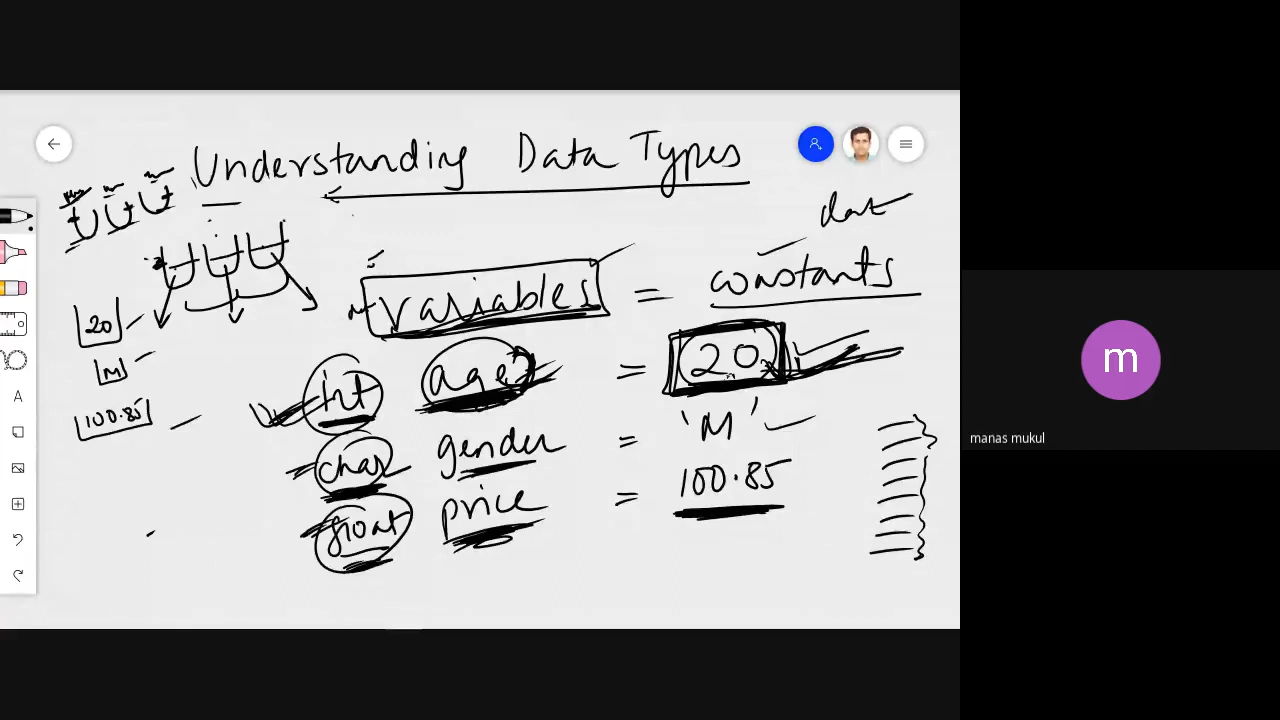 Understanding Data Types
variables = constants
20
int age = 20
M
char gender = 'M'
100.85
float price = 100.85
A
m
manas mukul